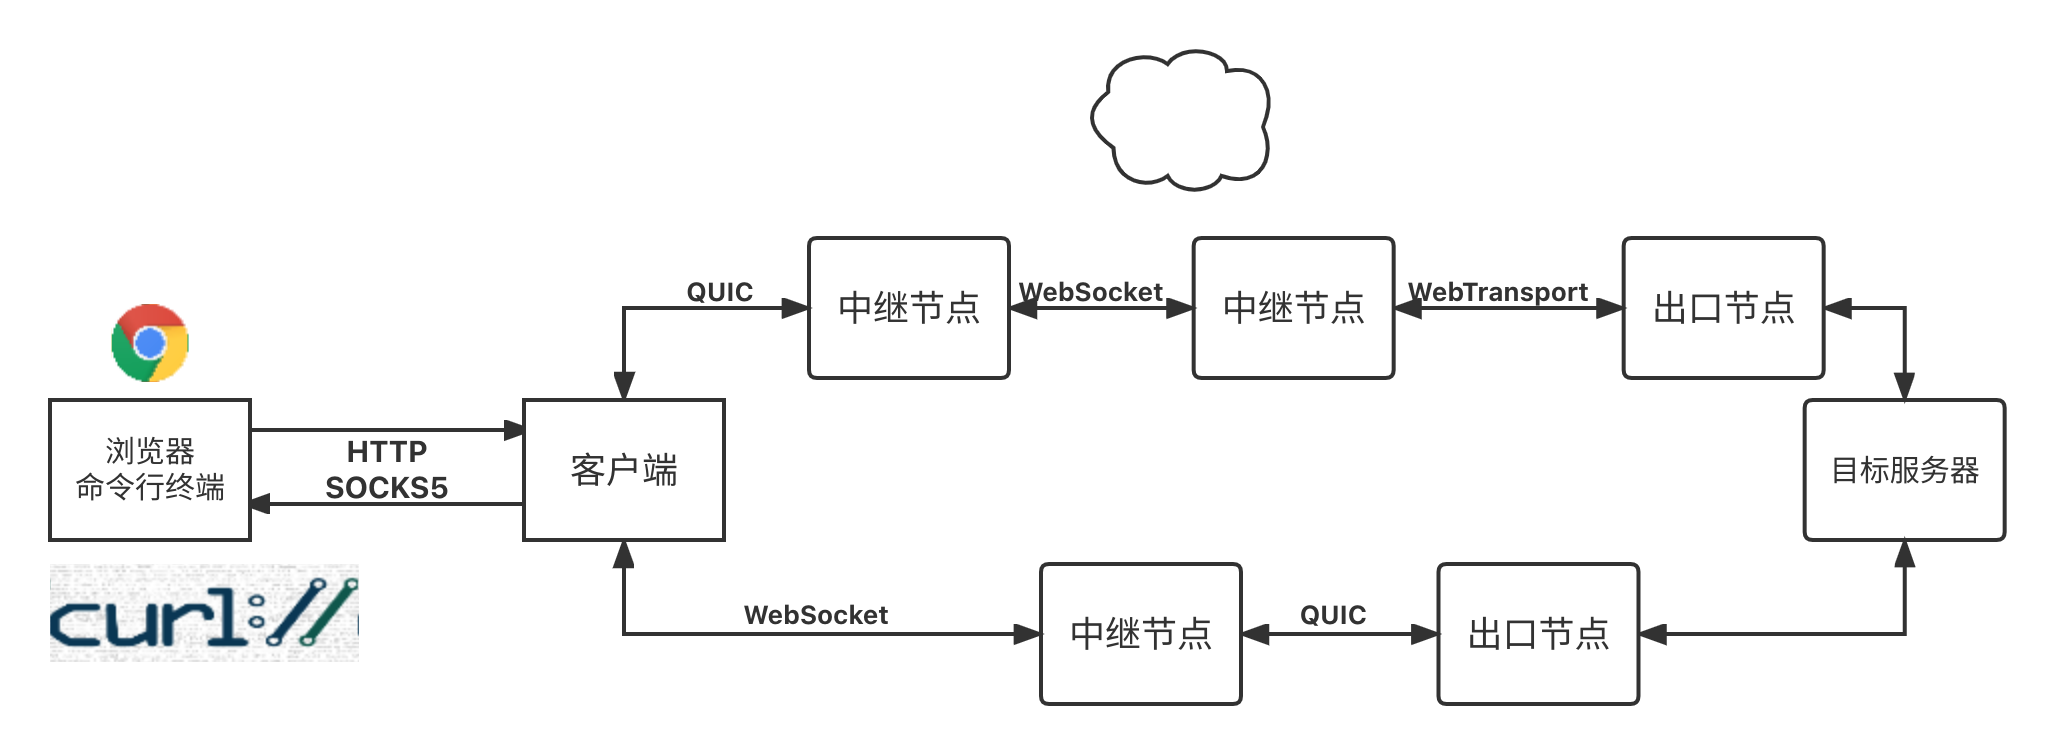 QUIC
中继节点
WebSocket
中继节点
WebTransport
出口节点
浏览器
命令行终端
HTTP
SOCKS5
客户端
目标服务器
curl://
WebSocket
中继节点
QUIC
出口节点